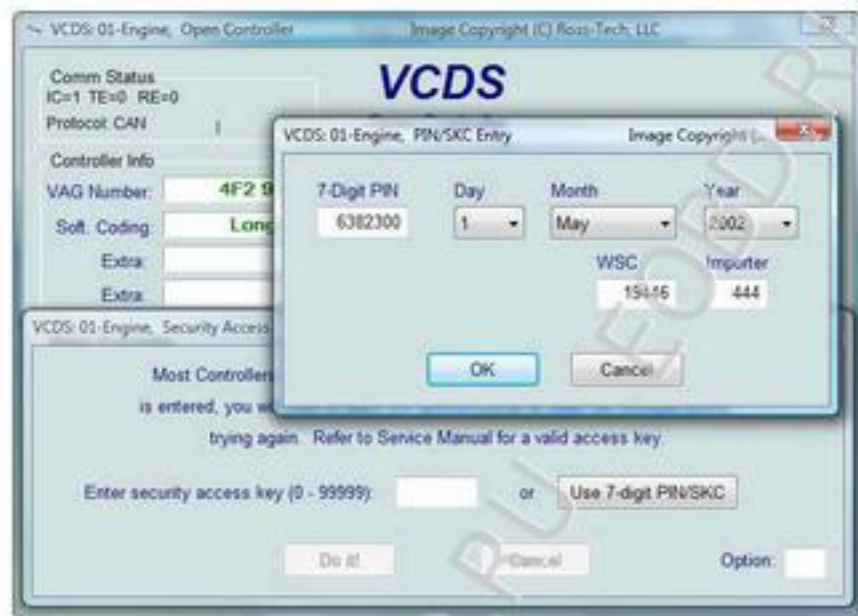 VCDS: 01-Engine, Open Controller Image Copyright (C) Ross-Tech, LLC
Comm Status
IC=1 TE=0 RE=0
Protocol: CAN
VCDS
Controller Info
VAG Number: 4F2 9
Soft. Coding: Long
Extra:
Extra:
VCDS: 01-Engine, PIN/SKC Entry Image Copyright
7-Digit PIN Day Month Year
6382300 1 May 2002
WSC Importer
19446 444
OK Cancel
VCDS: 01-Engine, Security Access
Most Controllers
is entered, you
trying again. Refer to Service Manual for a valid access key.
Enter security access key (0 - 99999): or Use 7-digit PIN/SKC
Do it! Cancel Option: